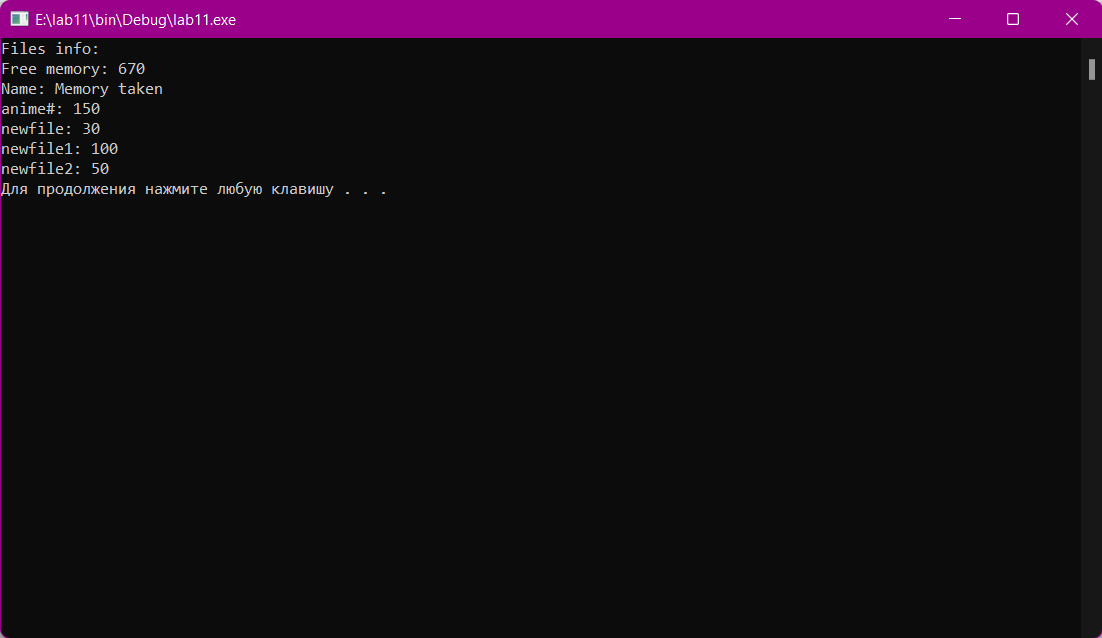 E:\lab11\bin\Debug\lab11.exe
Files info:
Free memory: 670
Name: Memory taken
anime#: 150
newfile: 30
newfile1: 100
newfile2: 50
Для продолжения нажмите любую клавишу . . .